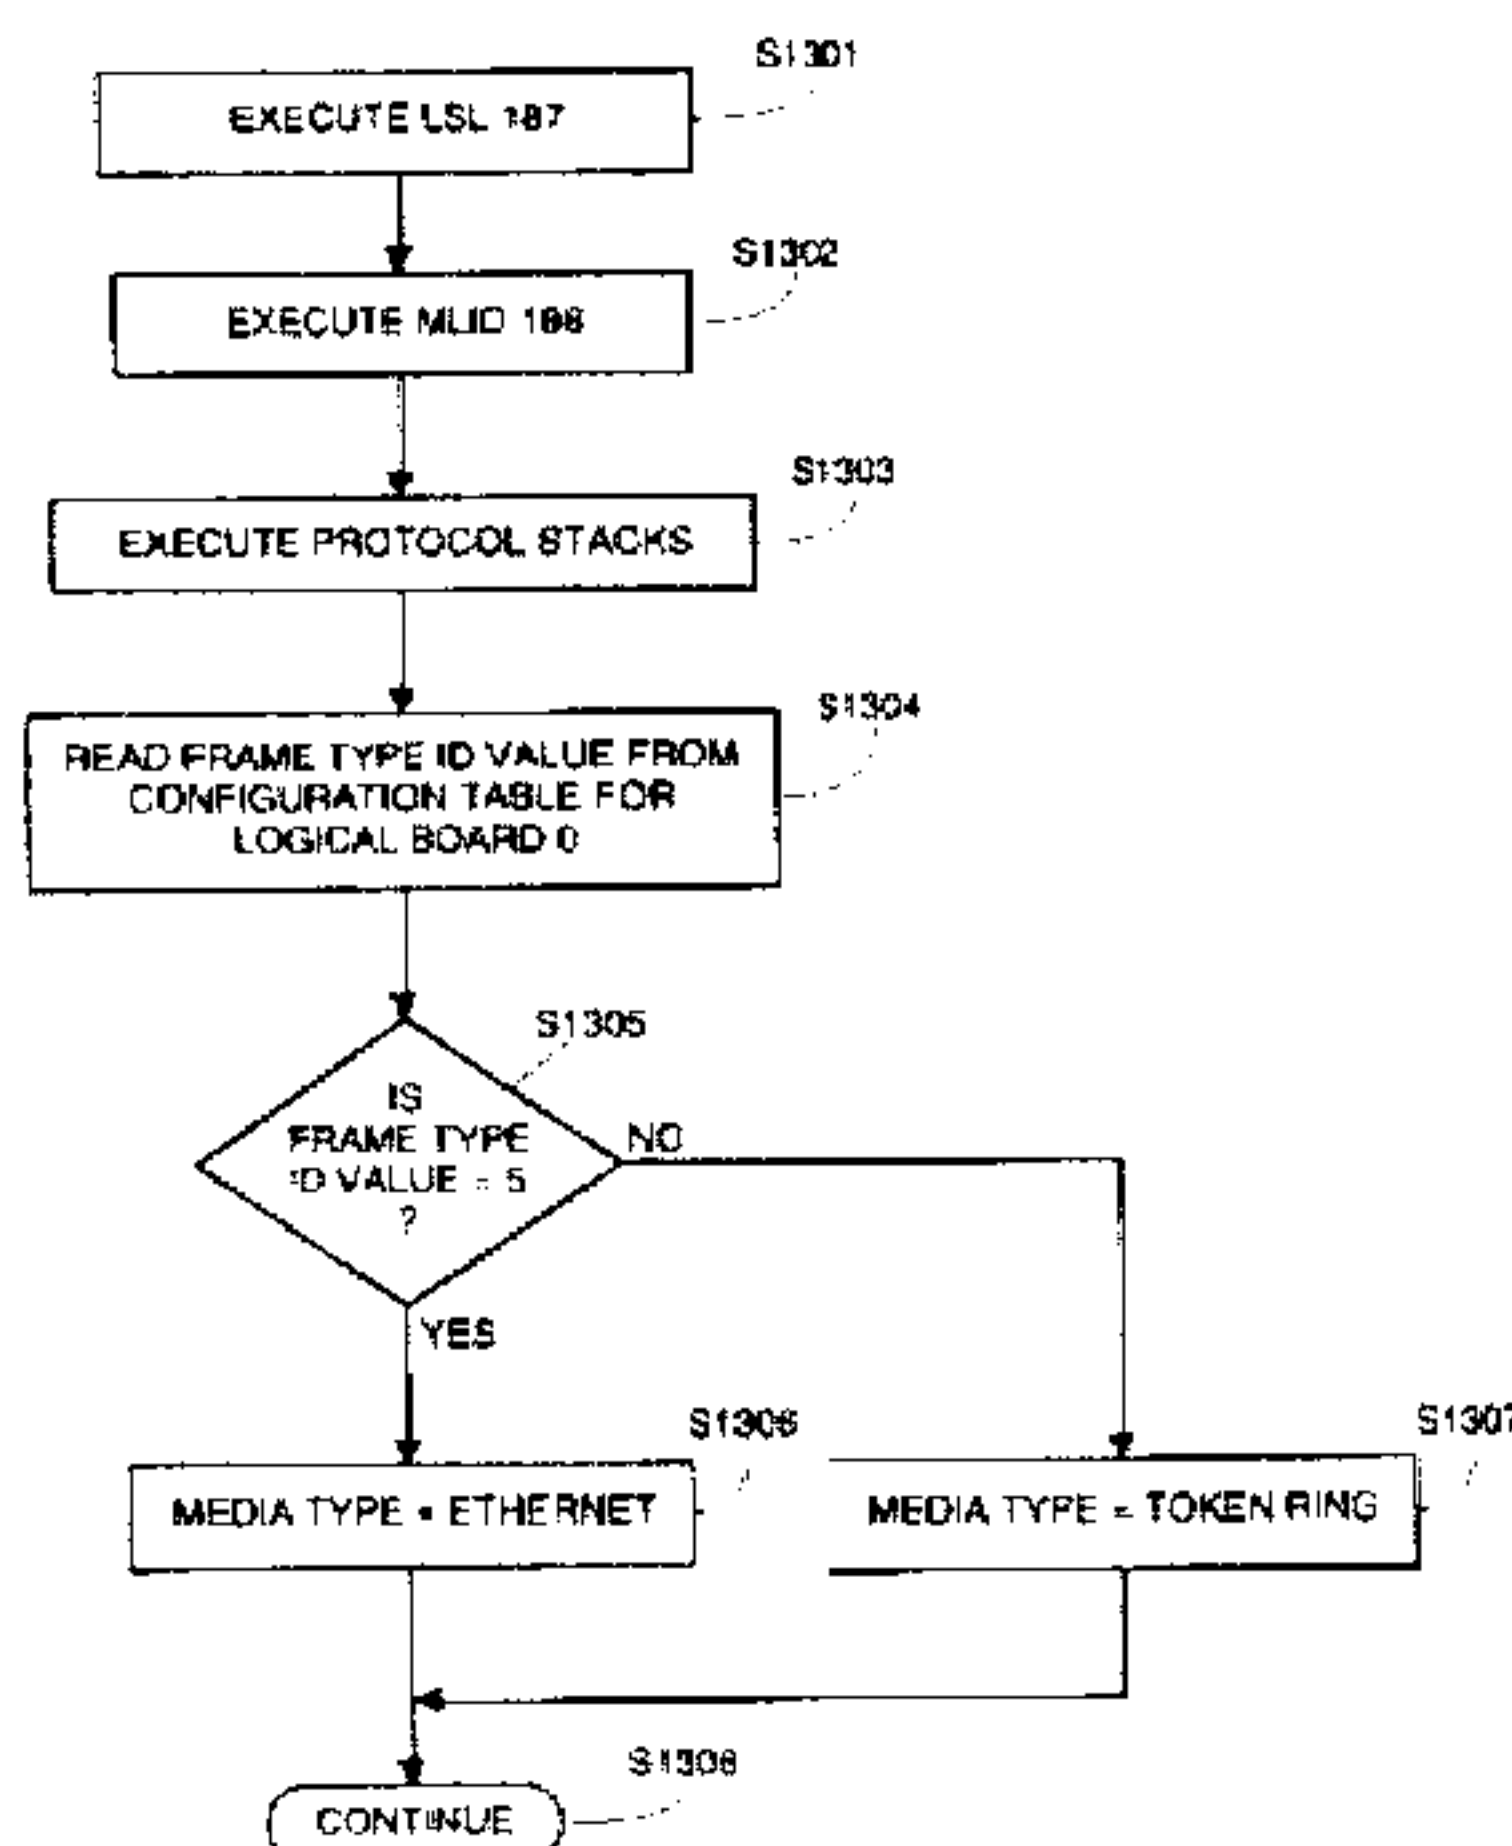 S1301
EXECUTE LSL 187
S1302
EXECUTE MLID 186
S1303
EXECUTE PROTOCOL STACKS
S1304
READ FRAME TYPE ID VALUE FROM
CONFIGURATION TABLE FOR
LOGICAL BOARD 0
S1305
IS
FRAME TYPE
ID VALUE = 5
?
NO
YES
S1306
MEDIA TYPE = ETHERNET
S1307
MEDIA TYPE = TOKEN RING
S1308
CONTINUE